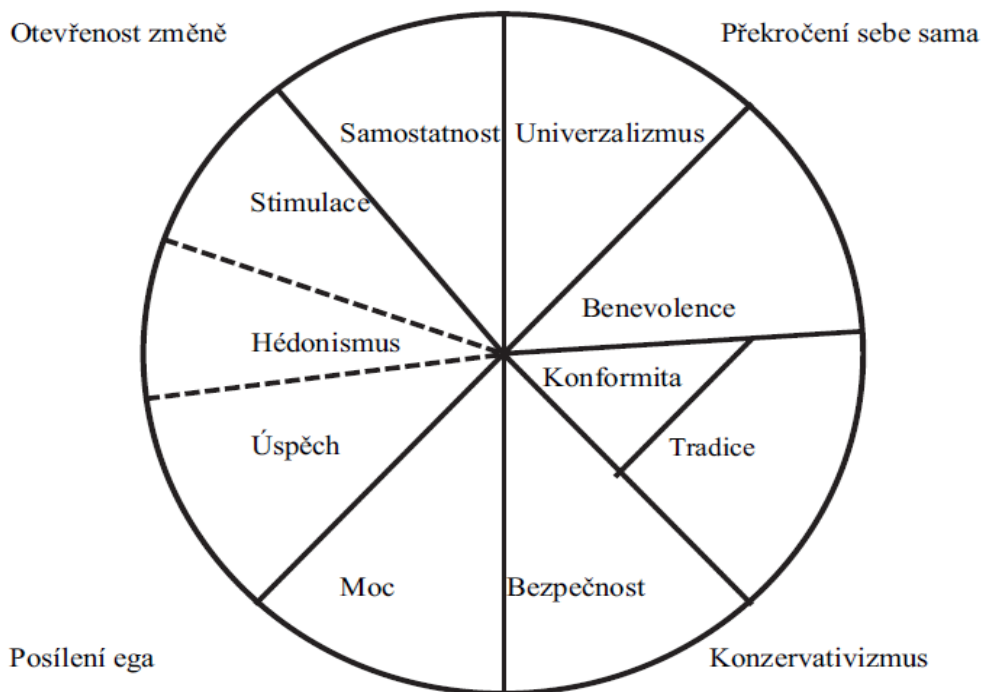 Otevřenost změně
Překročení sebe sama
Samostatnost
Univerzalizmus
Stimulace
Benevolence
Hédonismus
Konformita
Úspěch
Tradice
Moc
Bezpečnost
Posílení ega
Konzervativizmus